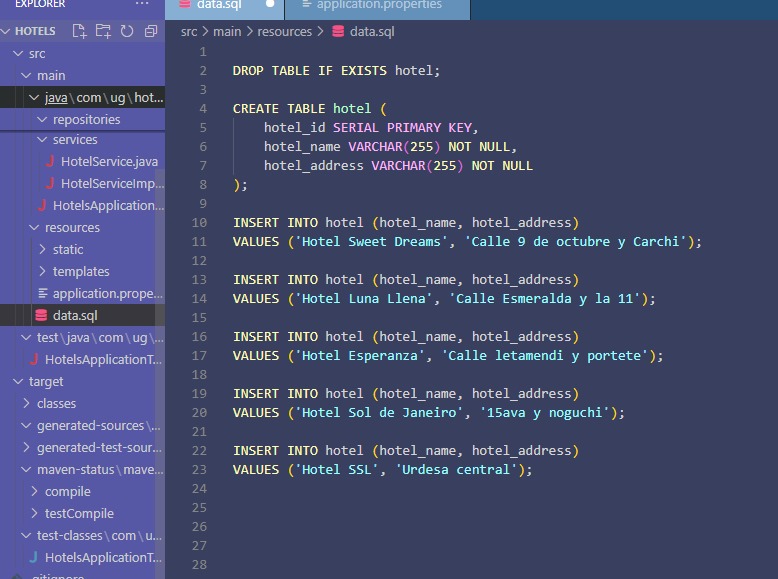 EXPLORER
data.sql
application.properties
HOTELS
src
main
java\com\ug\hot...
repositories
services
HotelService.java
HotelServiceImp...
HotelsApplication...
resources
static
templates
application.prope...
data.sql
test\java\com\ug\...
HotelsApplicationT...
target
classes
generated-sources\...
generated-test-sour...
maven-status\mave...
compile
testCompile
test-classes\com\u...
HotelsApplicationT...
.gitignore
src > main > resources > data.sql
1
2 DROP TABLE IF EXISTS hotel;
3
4 CREATE TABLE hotel (
5 hotel_id SERIAL PRIMARY KEY,
6 hotel_name VARCHAR(255) NOT NULL,
7 hotel_address VARCHAR(255) NOT NULL
8 );
9
10 INSERT INTO hotel (hotel_name, hotel_address)
11 VALUES ('Hotel Sweet Dreams', 'Calle 9 de octubre y Carchi');
12
13 INSERT INTO hotel (hotel_name, hotel_address)
14 VALUES ('Hotel Luna Llena', 'Calle Esmeralda y la 11');
15
16 INSERT INTO hotel (hotel_name, hotel_address)
17 VALUES ('Hotel Esperanza', 'Calle letamendi y portete');
18
19 INSERT INTO hotel (hotel_name, hotel_address)
20 VALUES ('Hotel Sol de Janeiro', '15ava y noguchi');
21
22 INSERT INTO hotel (hotel_name, hotel_address)
23 VALUES ('Hotel SSL', 'Urdesa central');
24
25
26
27
28